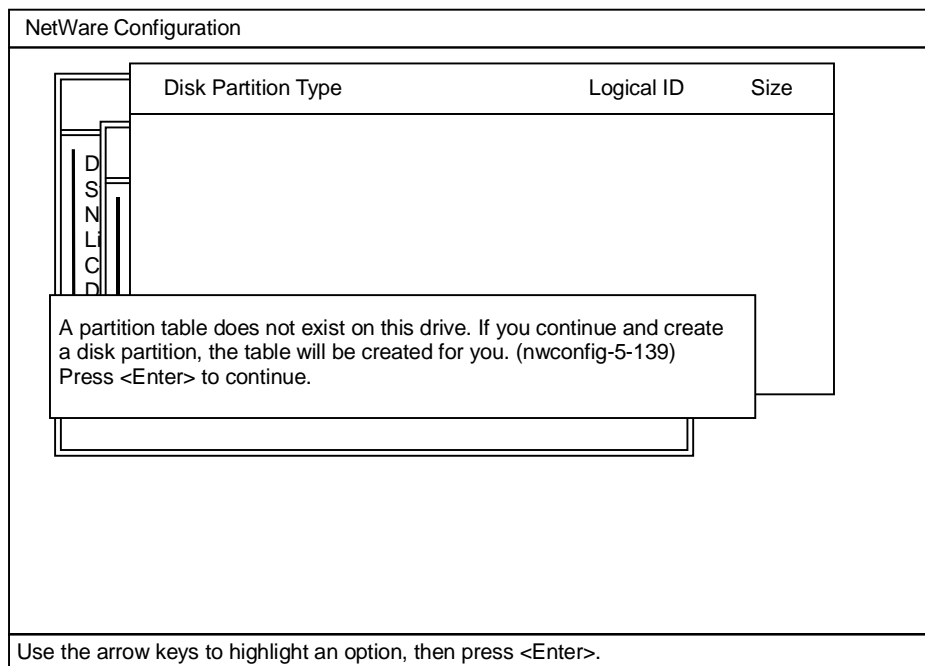 NetWare Configuration
Disk Partition Type Logical ID Size
D
S
N
Li
C
D
A partition table does not exist on this drive. If you continue and create
a disk partition, the table will be created for you. (nwconfig-5-139)
Press <Enter> to continue.
Use the arrow keys to highlight an option, then press <Enter>.